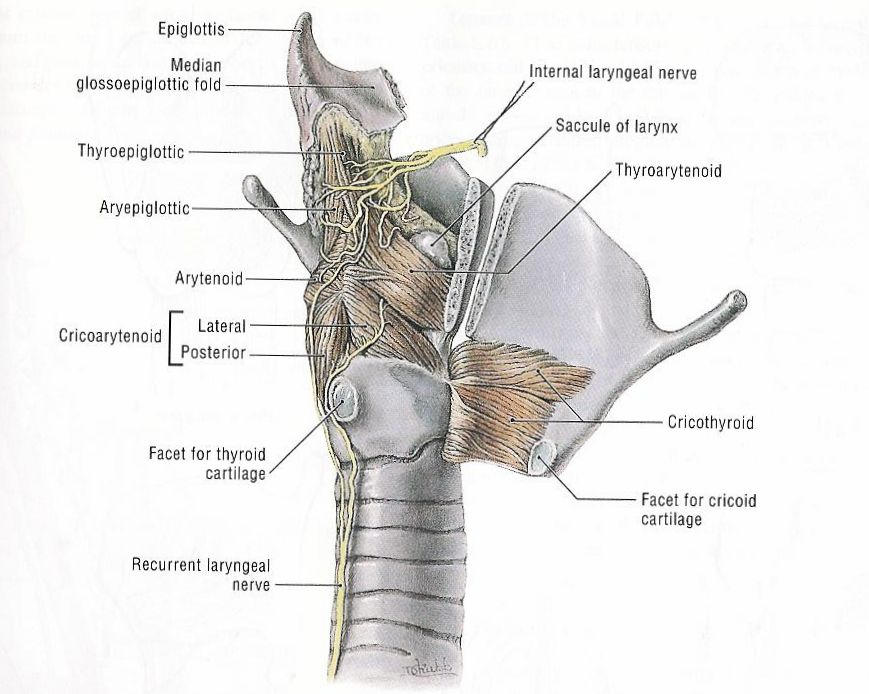 Epiglottis
Median
glossoepiglottic fold
Internal laryngeal nerve
Saccule of larynx
Thyroepiglottic
Thyroarytenoid
Aryepiglottic
Arytenoid
Cricoarytenoid
Lateral
Posterior
Cricothyroid
Facet for thyroid
cartilage
Facet for cricoid
cartilage
Recurrent laryngeal
nerve